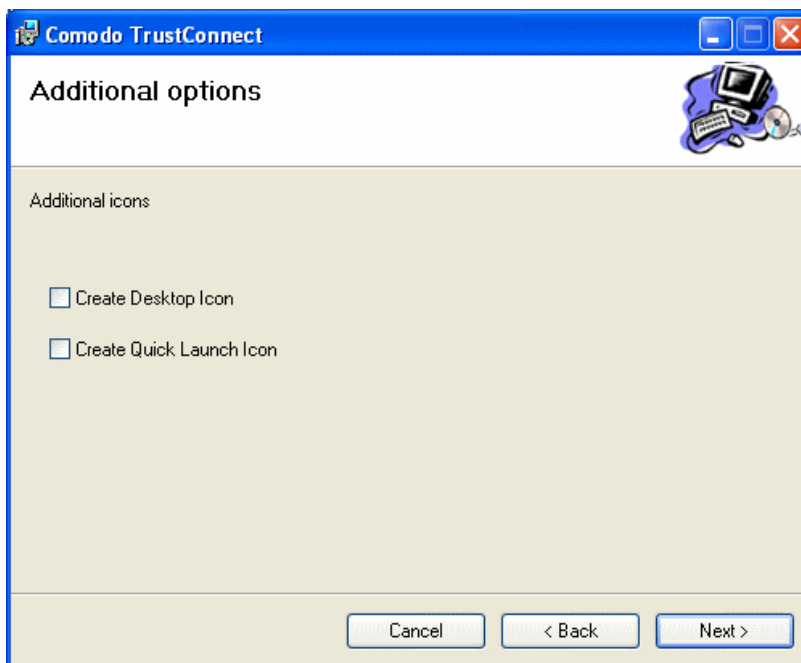 Comodo TrustConnect
Additional options
Additional icons
Create Desktop Icon
Create Quick Launch Icon
Cancel
< Back
Next >